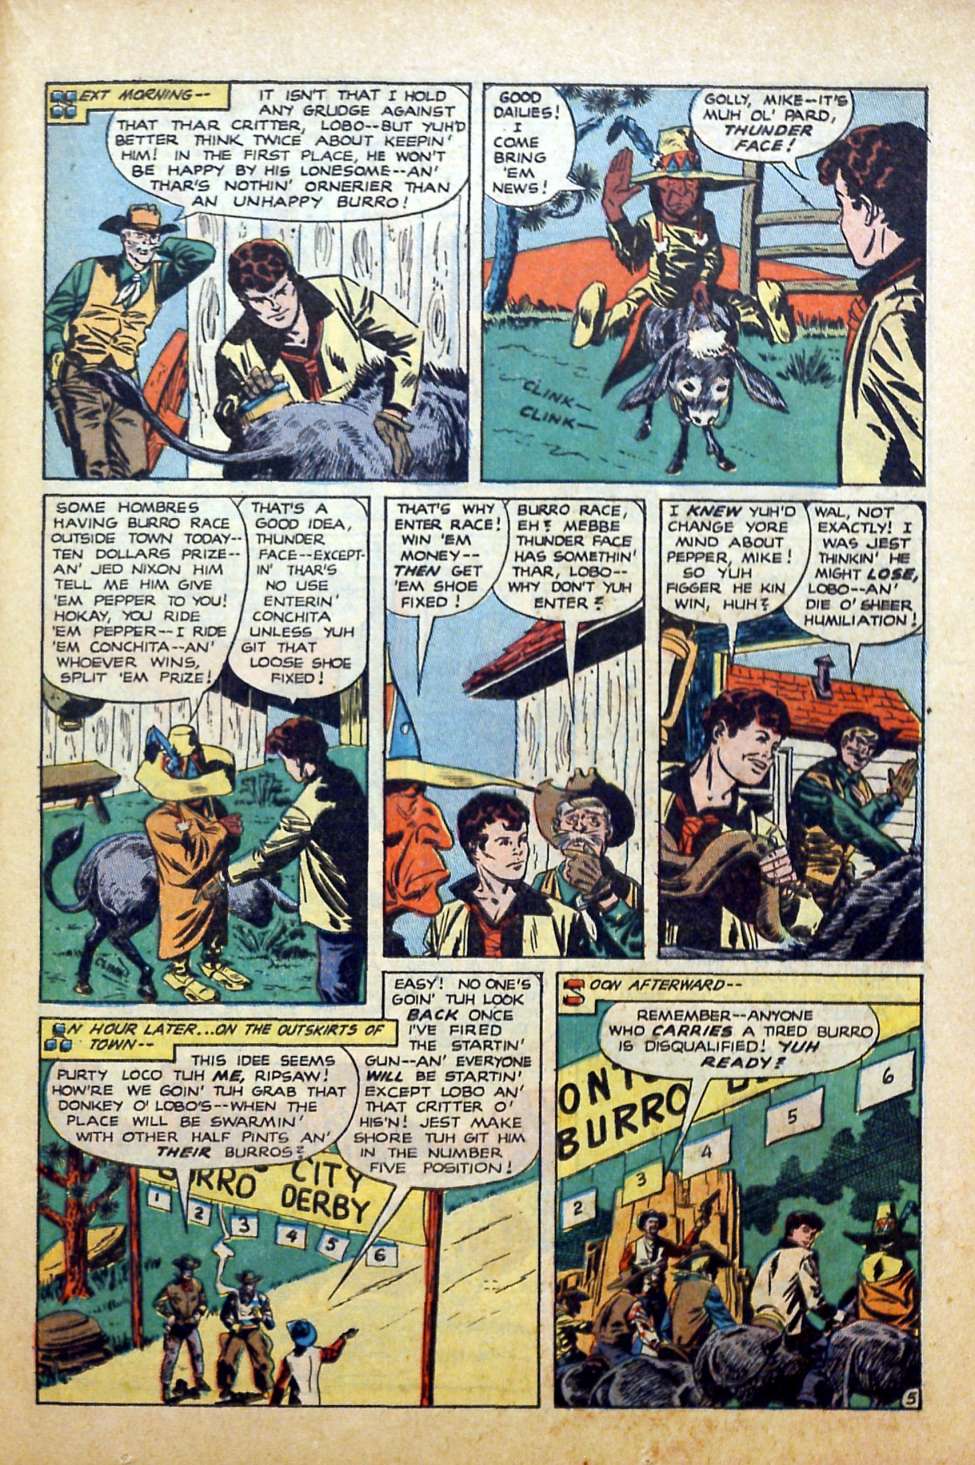 NEXT MORNING--
IT ISN'T THAT I HOLD
ANY GRUDGE AGAINST
THAT THAR CRITTER, LOBO--BUT YUH'D
BETTER THINK TWICE ABOUT KEEPIN'
HIM! IN THE FIRST PLACE, HE WON'T
BE HAPPY BY HIS LONESOME--AN'
THAR'S NOTHIN' ORNERIER THAN
AN UNHAPPY BURRO!
GOOD
DAILIES!
I
COME
BRING
'EM
NEWS!
GOLLY, MIKE--IT'S
MUH OL' PARD,
THUNDER
FACE!
CLINK--
CLINK--
SOME HOMBRES
HAVING BURRO RACE
OUTSIDE TOWN TODAY--
TEN DOLLARS PRIZE--
AN' JED NIXON HIM
TELL ME HIM GIVE
'EM PEPPER TO YOU!
HOKAY, YOU RIDE
'EM PEPPER--I RIDE
'EM CONCHITA--AN'
WHOEVER WINS,
SPLIT 'EM PRIZE!
THAT'S A
GOOD IDEA,
THUNDER
FACE--EXCEPT-
IN' THAR'S
NO USE
ENTERIN'
CONCHITA
UNLESS YUH
GIT THAT
LOOSE SHOE
FIXED!
THAT'S WHY
ENTER RACE!
WIN 'EM
MONEY--
THEN GET
'EM SHOE
FIXED!
BURRO RACE,
EH? MEBBE
THUNDER FACE
HAS SOMETHIN'
THAR, LOBO--
WHY DON'T YUH
ENTER?
I KNEW YUH'D
CHANGE YORE
MIND ABOUT
PEPPER, MIKE!
SO YUH
FIGGER HE KIN
WIN, HUH?
WAL, NOT
EXACTLY! I
WAS JEST
THINKIN' HE
MIGHT LOSE,
LOBO--AN'
DIE O' SHEER
HUMILIATION!
AN HOUR LATER...ON THE OUTSKIRTS OF
TOWN--
THIS IDEE SEEMS
PURTY LOCO TUH ME, RIPSAW!
HOW'RE WE GOIN' TUH GRAB THAT
DONKEY O' LOBO'S--WHEN THE
PLACE WILL BE SWARMIN'
WITH OTHER HALF PINTS AN'
THEIR BURROS?
EASY! NO ONE'S
GOIN' TUH LOOK
BACK ONCE
I'VE FIRED
THE STARTIN'
GUN--AN' EVERYONE
WILL BE STARTIN'
EXCEPT LOBO AN'
THAT CRITTER O'
HIS'N! JEST MAKE
SHORE TUH GIT HIM
IN THE NUMBER
FIVE POSITION!
CITY
BURRO DERBY
1
2
3
4
5
6
SOON AFTERWARD--
REMEMBER--ANYONE
WHO CARRIES A TIRED BURRO
IS DISQUALIFIED! YUH
READY?
BURRO
2
3
4
5
6
5